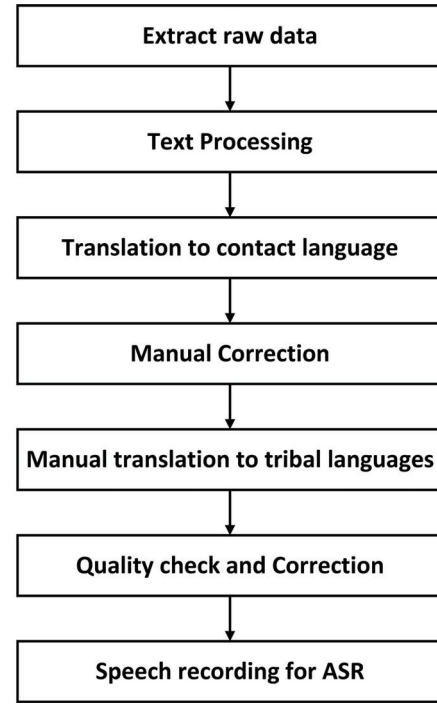 Extract raw data
Text Processing
Translation to contact language
Manual Correction
Manual translation to tribal languages
Quality check and Correction
Speech recording for ASR